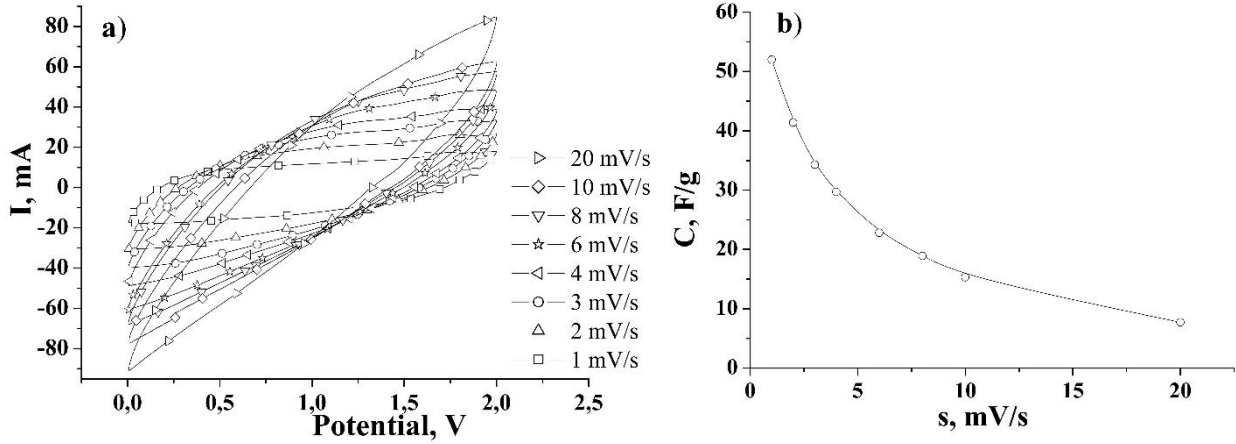 a)
I, mA
80
60
40
20
0
-20
-40
-60
-80
0,0 0,5 1,0 1,5 2,0 2,5
Potential, V
20 mV/s
10 mV/s
8 mV/s
6 mV/s
4 mV/s
3 mV/s
2 mV/s
1 mV/s
b)
C, F/g
60
50
40
30
20
10
0
0 5 10 15 20
s, mV/s